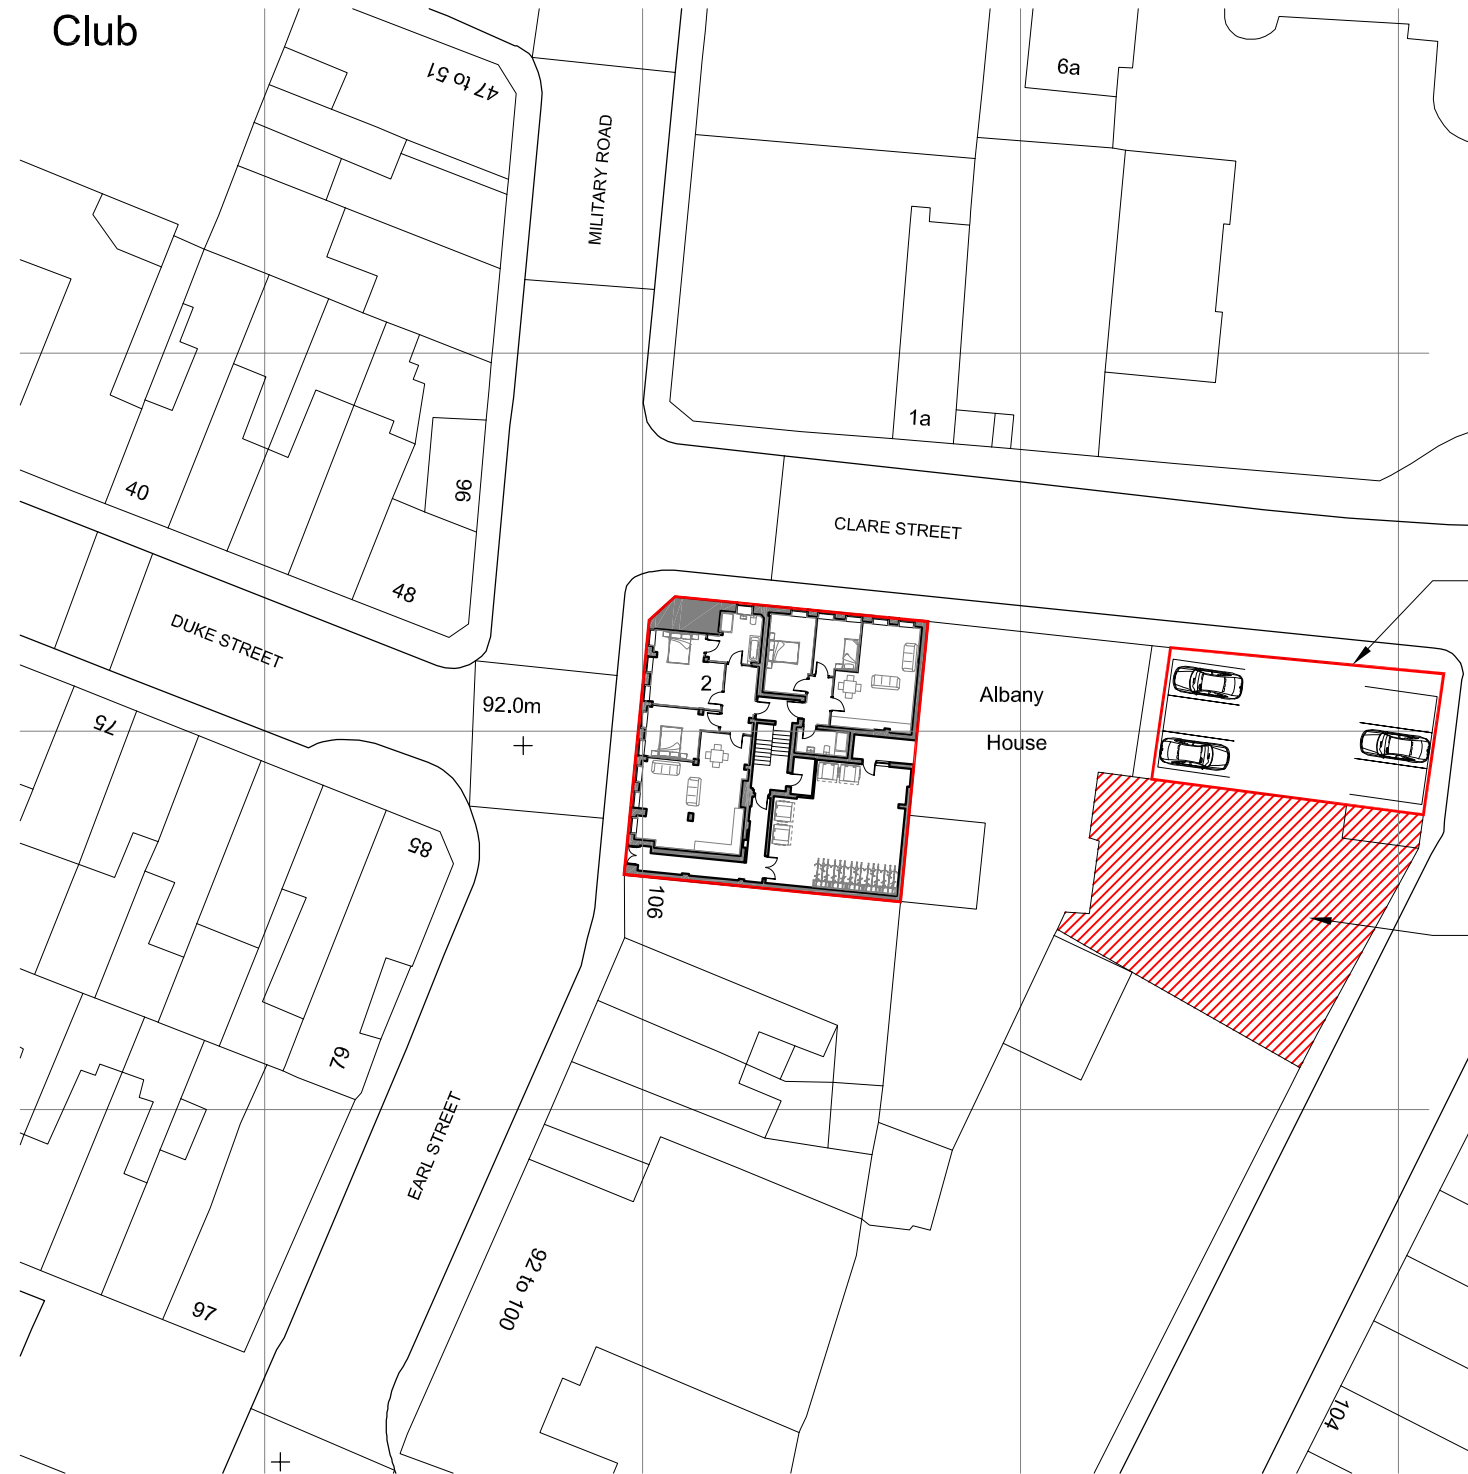 Club
47 to 51
6a
MILITARY ROAD
1a
40
96
CLARE STREET
48
DUKE STREET
2
Albany
92.0m
75
House
85
106
79
EARL STREET
92 to 100
97
104